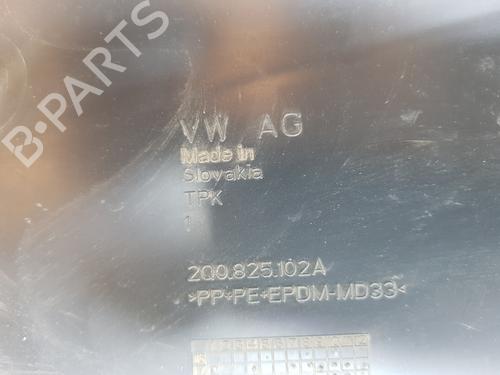 B-PARTS
VW AG
Made in
Slovakia
TPK
1
2Q0.825.102A
>PP+PE+EPDM-MD33<